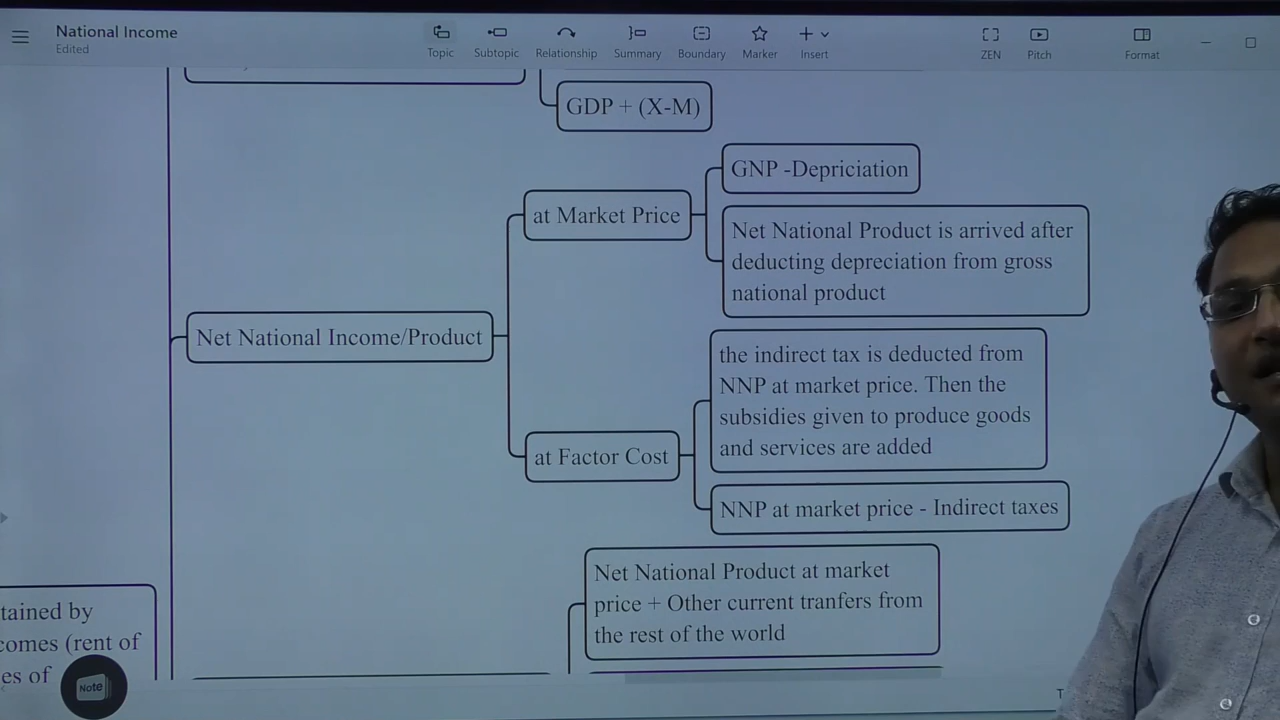 National Income
Edited
Topic
Subtopic
Relationship
Summary
Boundary
Marker
Insert
ZEN
Pitch
Format
GDP + (X-M)
GNP -Depriciation
at Market Price
Net National Product is arrived after
deducting depreciation from gross
national product
Net National Income/Product
the indirect tax is deducted from
NNP at market price. Then the
subsidies given to produce goods
and services are added
at Factor Cost
NNP at market price - Indirect taxes
Net National Product at market
price + Other current tranfers from
the rest of the world
tained by
comes (rent of
es of
Note